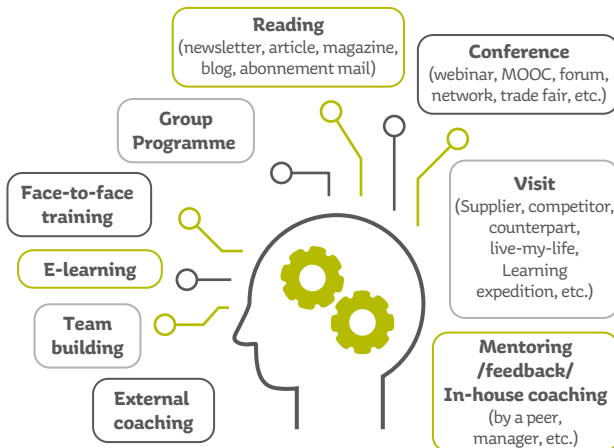 Reading
(newsletter, article, magazine,
blog, abonnement mail)
Conference
(webinar, MOOC, forum,
network, trade fair, etc.)
Group
Programme
Face-to-face
training
E-learning
Team
building
External
coaching
Visit
(Supplier, competitor,
counterpart,
live-my-life,
Learning
expedition, etc.)
Mentoring
/feedback/
In-house coaching
(by a peer,
manager, etc.)